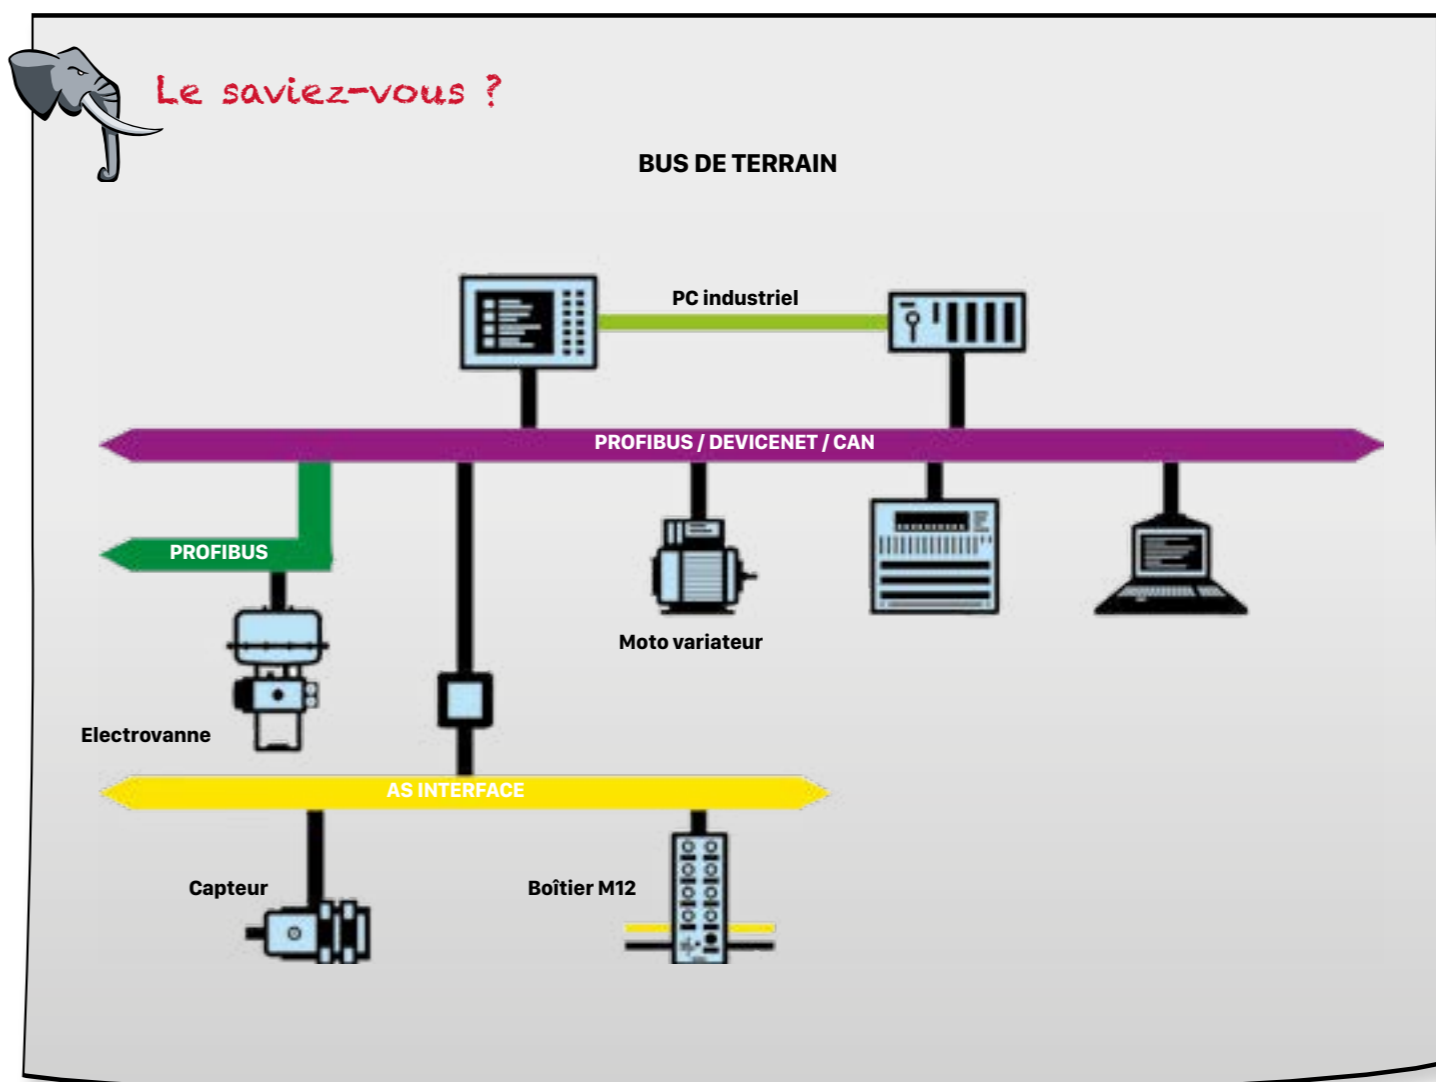 Le saviez-vous ?
BUS DE TERRAIN
PC industriel
PROFIBUS / DEVICENET / CAN
PROFIBUS
Moto variateur
Electrovanne
AS INTERFACE
Capteur
Boîtier M12